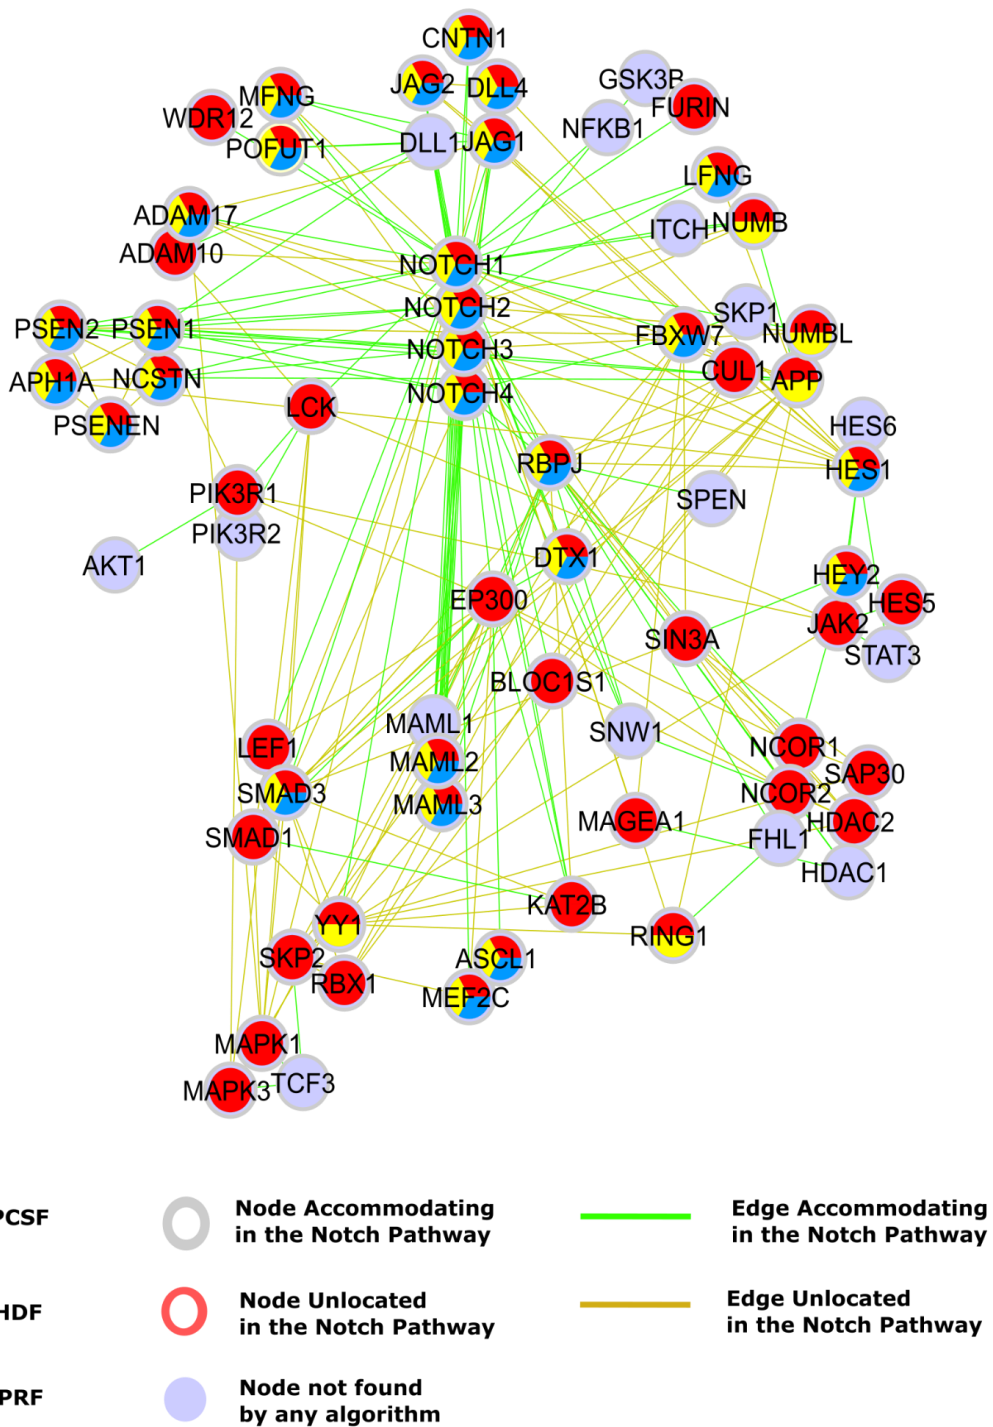 CNTN1
JAG2
DLL4
GSK3B
MFNG
WDR12
FURIN
NFKB1
POFUT1
DLL1
JAG1
LFNG
ADAM17
ITCH
NUMB
ADAM10
NOTCH1
NOTCH2
SKP1
PSEN2
PSEN1
FBXW7
NUMBL
NOTCH3
APH1A
NCSTN
CUL1
APP
NOTCH4
LCK
PSENEN
HES6
RBPJ
HES1
PIK3R1
SPEN
PIK3R2
AKT1
DTX1
HEY2
EP300
HES5
JAK2
SIN3A
STAT3
BLOC1S1
MAML1
SNW1
LEF1
NCOR1
MAML2
SAP30
SMAD3
NCOR2
MAML3
MAGEA1
HDAC2
SMAD1
FHL1
HDAC1
KAT2B
YY1
RING1
SKP2
ASCL1
RBX1
MEF2C
MAPK1
TCF3
MAPK3
PCSF
Node Accommodating
in the Notch Pathway
Edge Accommodating
in the Notch Pathway
HDF
Node Unlocated
in the Notch Pathway
Edge Unlocated
in the Notch Pathway
PRF
Node not found
by any algorithm